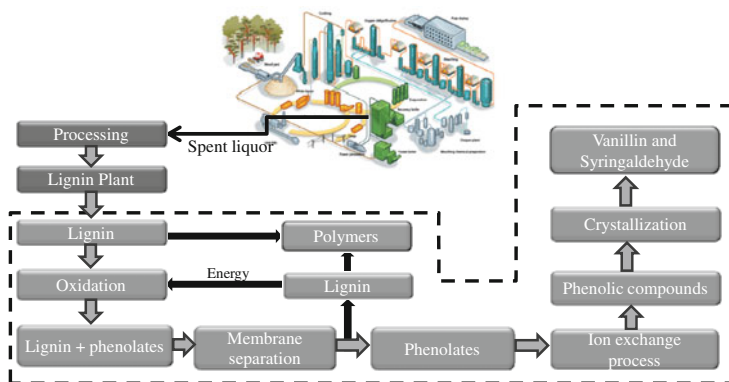 Processing
Spent liquor
Lignin Plant
Lignin
Polymers
Oxidation
Energy
Lignin
Lignin + phenolates
Membrane
separation
Phenolates
Ion exchange
process
Phenolic compounds
Crystallization
Vanillin and
Syringaldehyde